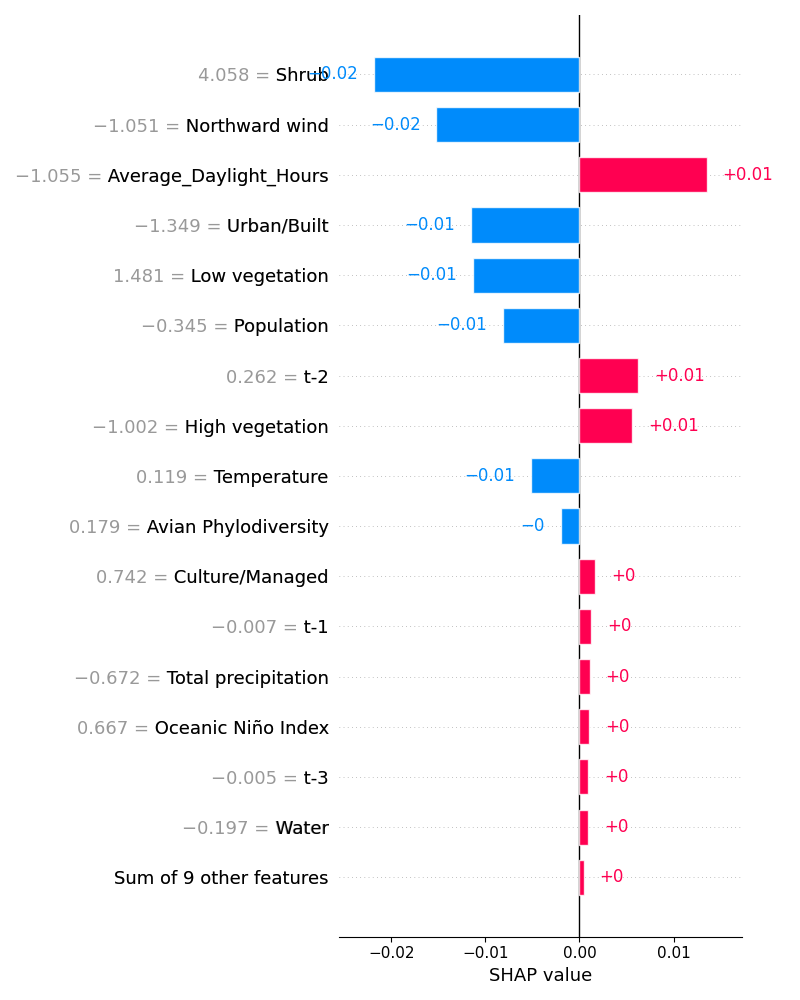 4.058 = Shrub −0.02
−1.051 = Northward wind −0.02
−1.055 = Average_Daylight_Hours +0.01
−1.349 = Urban/Built −0.01
1.481 = Low vegetation −0.01
−0.345 = Population −0.01
0.262 = t-2 +0.01
−1.002 = High vegetation +0.01
0.119 = Temperature −0.01
0.179 = Avian Phylodiversity −0
0.742 = Culture/Managed +0
−0.007 = t-1 +0
−0.672 = Total precipitation +0
0.667 = Oceanic Niño Index +0
−0.005 = t-3 +0
−0.197 = Water +0
Sum of 9 other features +0
−0.02 −0.01 0.00 0.01
SHAP value